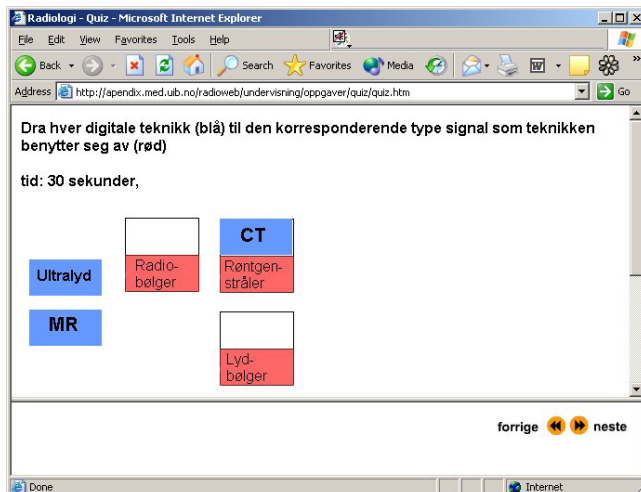 Radiologi - Quiz - Microsoft Internet Explorer
File Edit View Favorites Tools Help
Back Search Favorites Media »
Address http://apendix.med.uib.no/radioweb/undervisning/oppgaver/quiz/quiz.htm Go
Dra hver digitale teknikk (blå) til den korresponderende type signal som teknikken
benytter seg av (rød)
tid: 30 sekunder,
CT
Ultralyd
Radio-
bølger
Røntgen-
stråler
MR
Lyd-
bølger
forrige neste
Done Internet